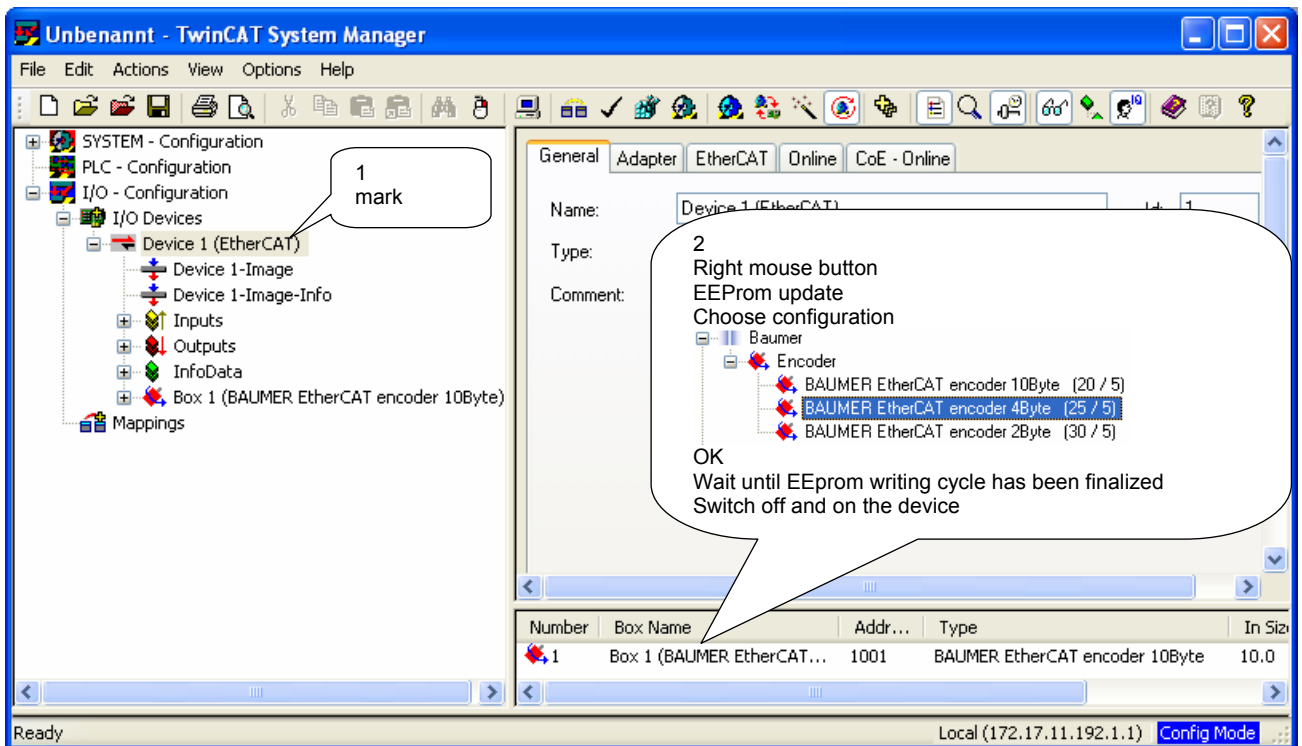 Unbenannt - TwinCAT System Manager
File Edit Actions View Options Help
SYSTEM - Configuration
PLC - Configuration
I/O - Configuration
I/O Devices
Device 1 (EtherCAT)
Device 1-Image
Device 1-Image-Info
Inputs
Outputs
InfoData
Box 1 (BAUMER EtherCAT encoder 10Byte)
Mappings
1
mark
General Adapter EtherCAT Online CoE - Online
Name: Device 1 (EtherCAT) Id: 1
Type:
Comment:
2
Right mouse button
EEProm update
Choose configuration
Baumer
Encoder
BAUMER EtherCAT encoder 10Byte (20 / 5)
BAUMER EtherCAT encoder 4Byte (25 / 5)
BAUMER EtherCAT encoder 2Byte (30 / 5)
OK
Wait until EEprom writing cycle has been finalized
Switch off and on the device
Number Box Name Addr... Type In Siz
1 Box 1 (BAUMER EtherCAT... 1001 BAUMER EtherCAT encoder 10Byte 10.0
Ready Local (172.17.11.192.1.1) Config Mode